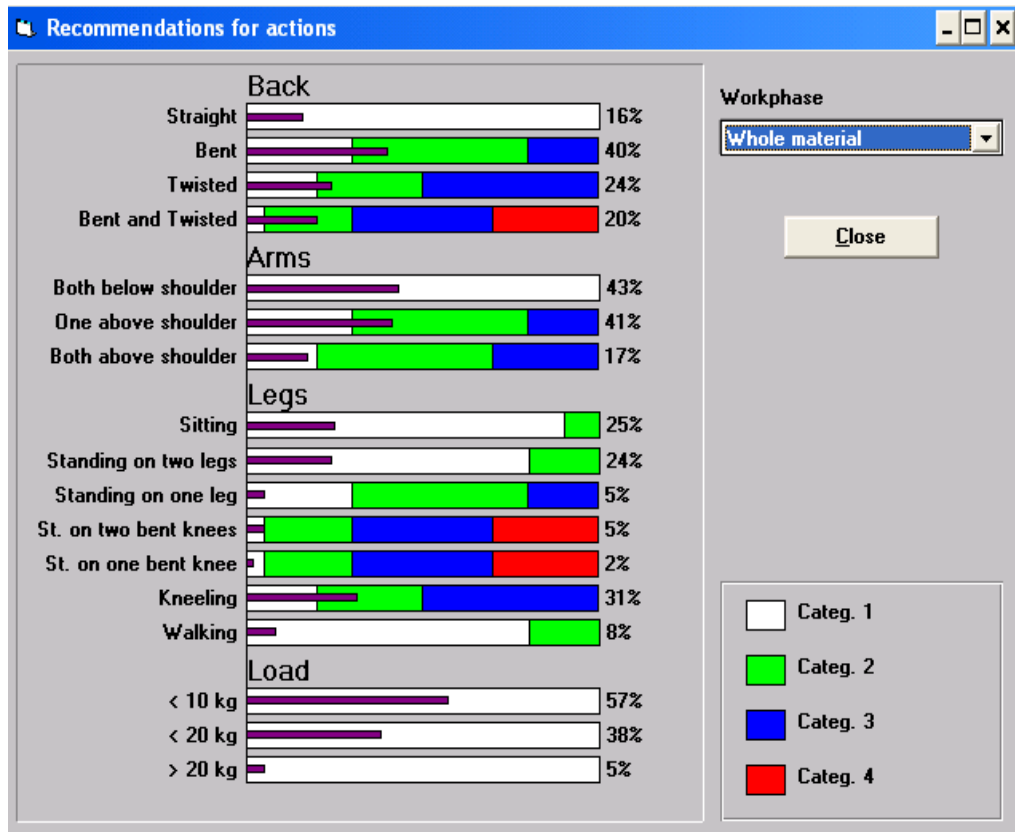 Recommendations for actions
Back
Straight 16%
Bent 40%
Twisted 24%
Bent and Twisted 20%
Arms
Both below shoulder 43%
One above shoulder 41%
Both above shoulder 17%
Legs
Sitting 25%
Standing on two legs 24%
Standing on one leg 5%
St. on two bent knees 5%
St. on one bent knee 2%
Kneeling 31%
Walking 8%
Load
< 10 kg 57%
< 20 kg 38%
> 20 kg 5%
Workphase
Whole material
Close
Categ. 1
Categ. 2
Categ. 3
Categ. 4